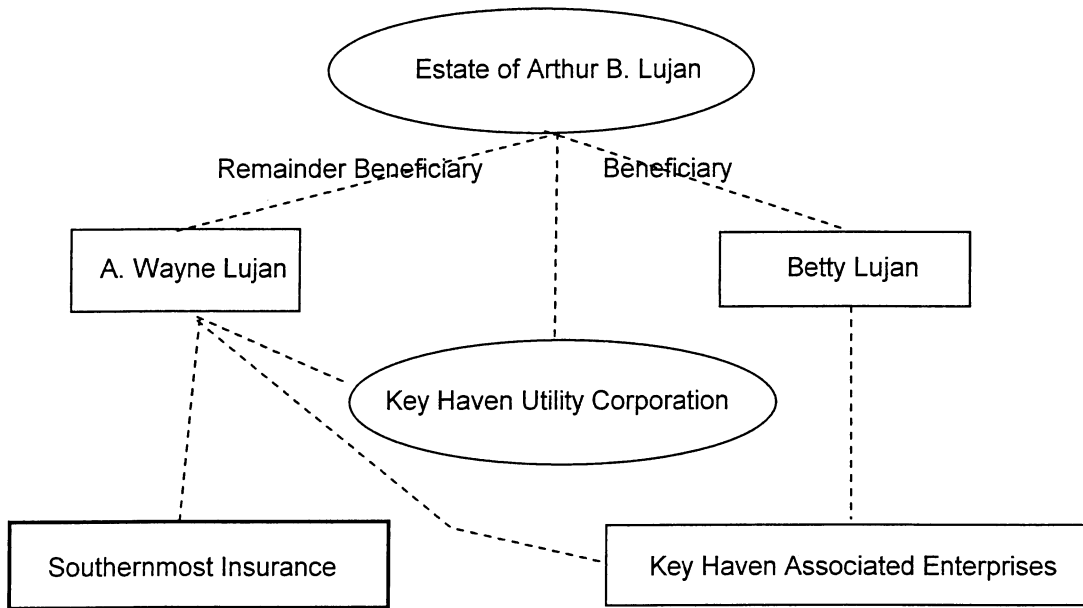 Estate of Arthur B. Lujan
Remainder Beneficiary
Beneficiary
A. Wayne Lujan
Betty Lujan
Key Haven Utility Corporation
Southernmost Insurance
Key Haven Associated Enterprises